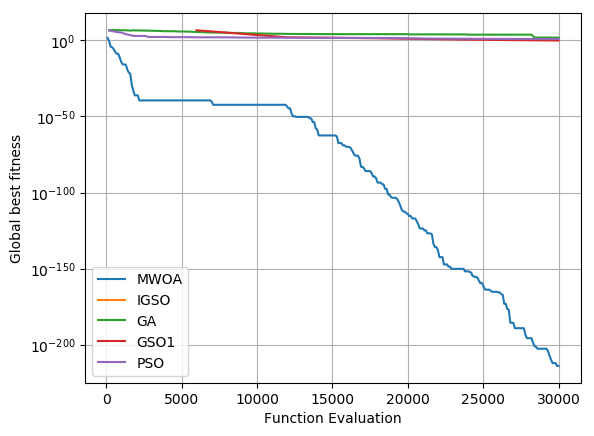 Global best fitness
10^0
10^-50
10^-100
10^-150
10^-200
MWOA
IGSO
GA
GSO1
PSO
0 5000 10000 15000 20000 25000 30000
Function Evaluation